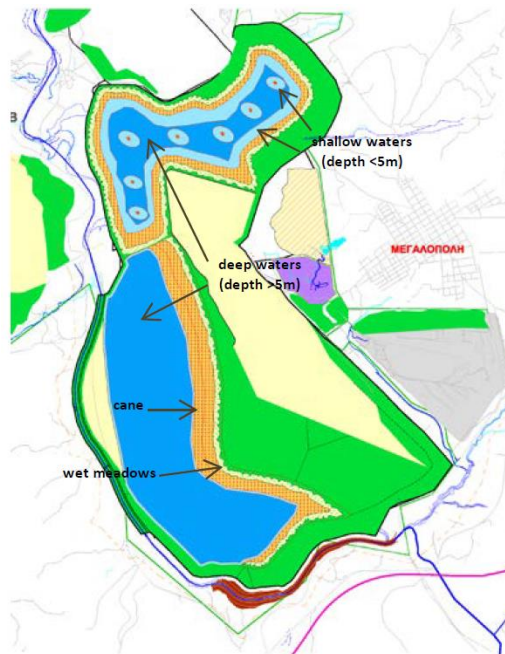 shallow waters
(depth <5m)
ΜΕΓΑΛΟΠΟΛΗ
deep waters
(depth >5m)
cane
wet meadows